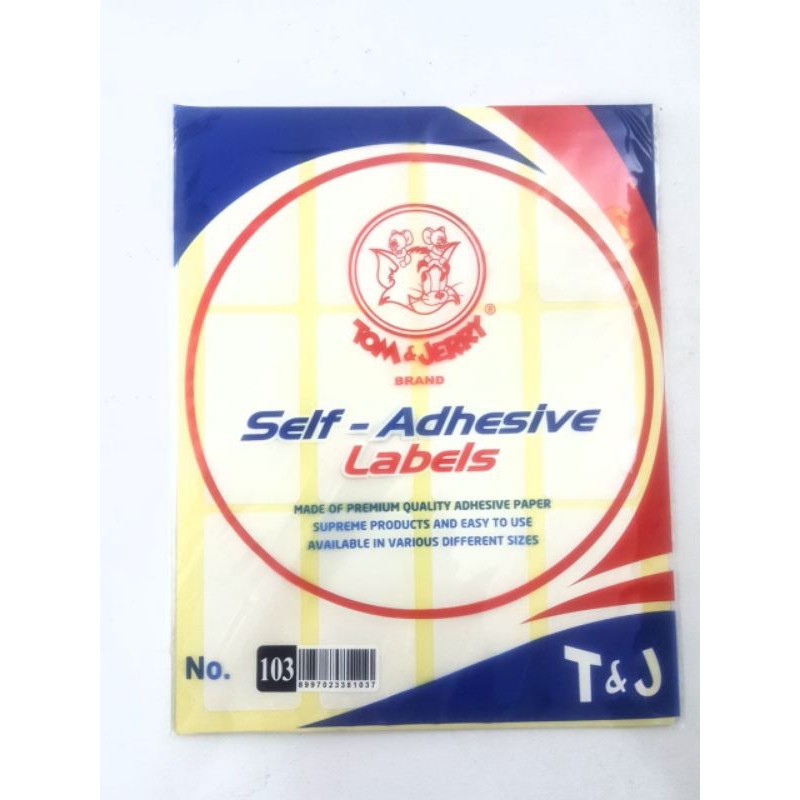 TOM & JERRY ®
BRAND
Self - Adhesive
Labels
MADE OF PREMIUM QUALITY ADHESIVE PAPER
SUPREME PRODUCTS AND EASY TO USE
AVAILABLE IN VARIOUS DIFFERENT SIZES
No. 103
8997023381037
T & J